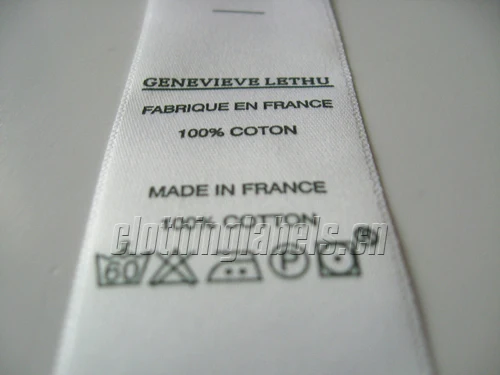 GENEVIEVE LETHU
FABRIQUE EN FRANCE
100% COTON
MADE IN FRANCE
100% COTTON
clothinglabels.cn
60 P